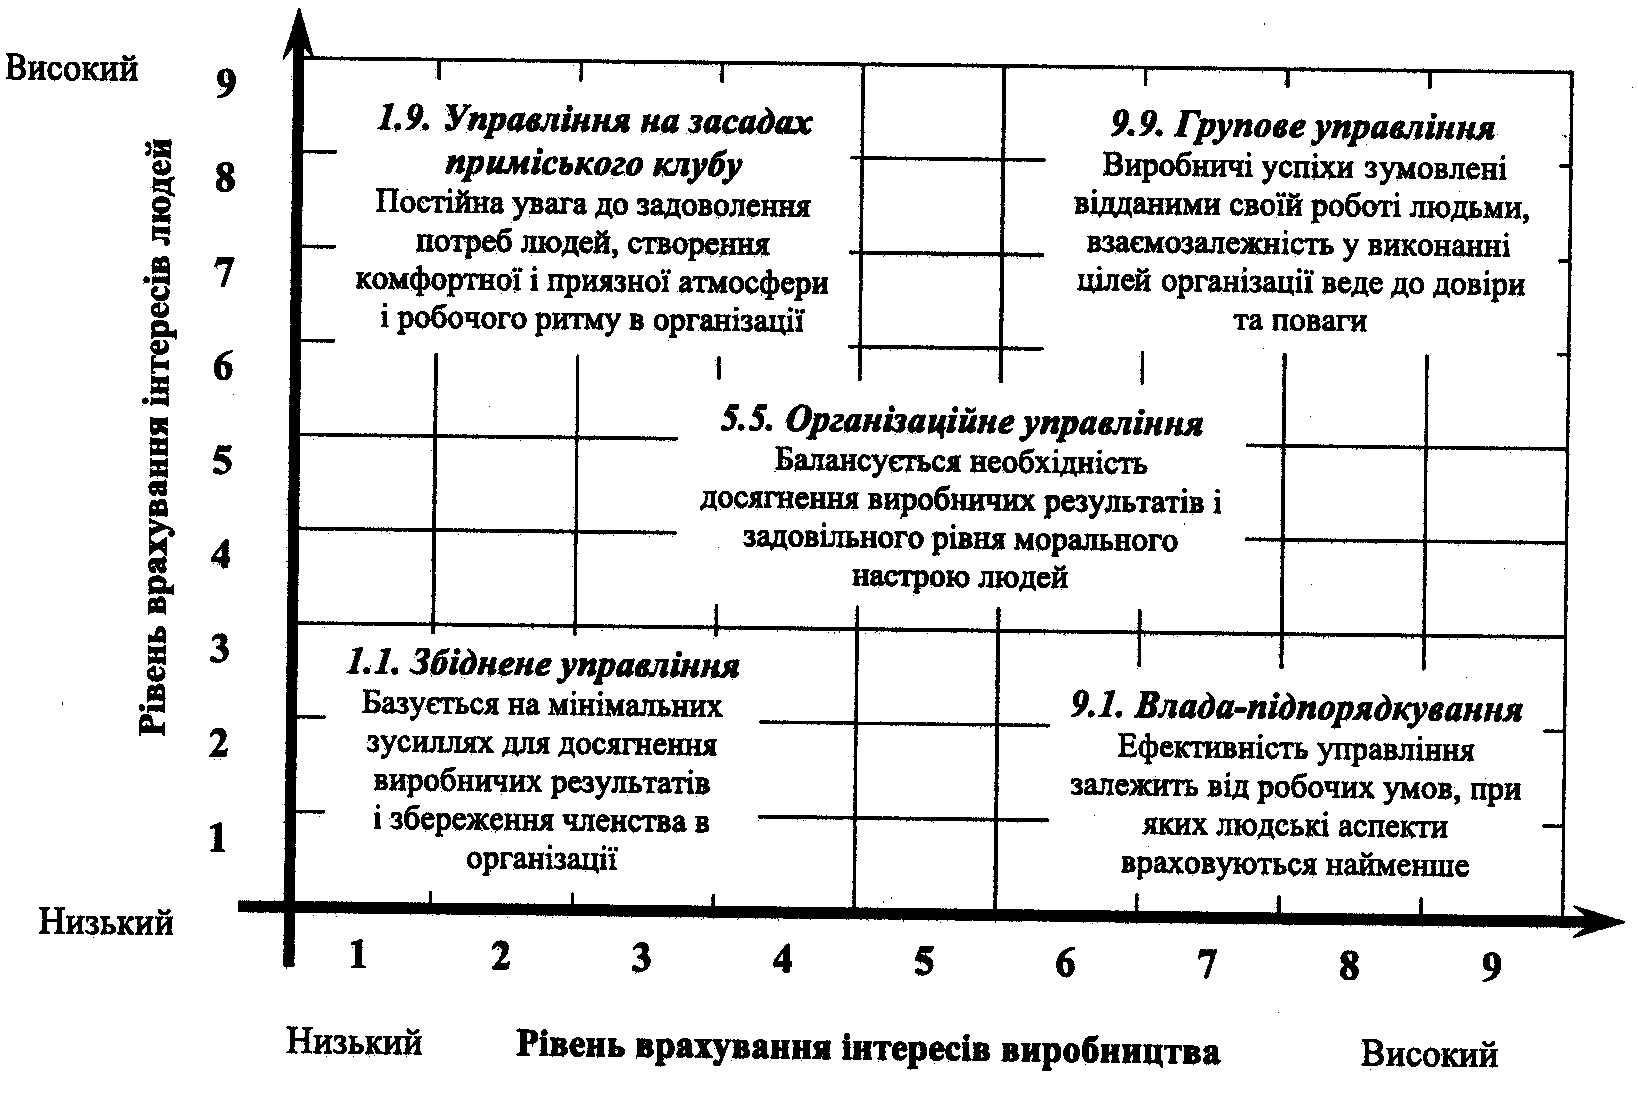 Високий
9
8
7
6
5
4
3
2
1
Низький
Рівень врахування інтересів людей
1.9. Управління на засадах
приміського клубу
Постійна увага до задоволення
потреб людей, створення
комфортної і приязної атмосфери
і робочого ритму в організації
9.9. Групове управління
Виробничі успіхи зумовлені
відданими своїй роботі людьми,
взаємозалежність у виконанні
цілей організації веде до довіри
та поваги
5.5. Організаційне управління
Балансується необхідність
досягнення виробничих результатів і
задовільного рівня морального
настрою людей
1.1. Збіднене управління
Базується на мінімальних
зусиллях для досягнення
виробничих результатів
і збереження членства в
організації
9.1. Влада-підпорядкування
Ефективність управління
залежить від робочих умов, при
яких людські аспекти
враховуються найменше
1 2 3 4 5 6 7 8 9
Низький Рівень врахування інтересів виробництва Високий